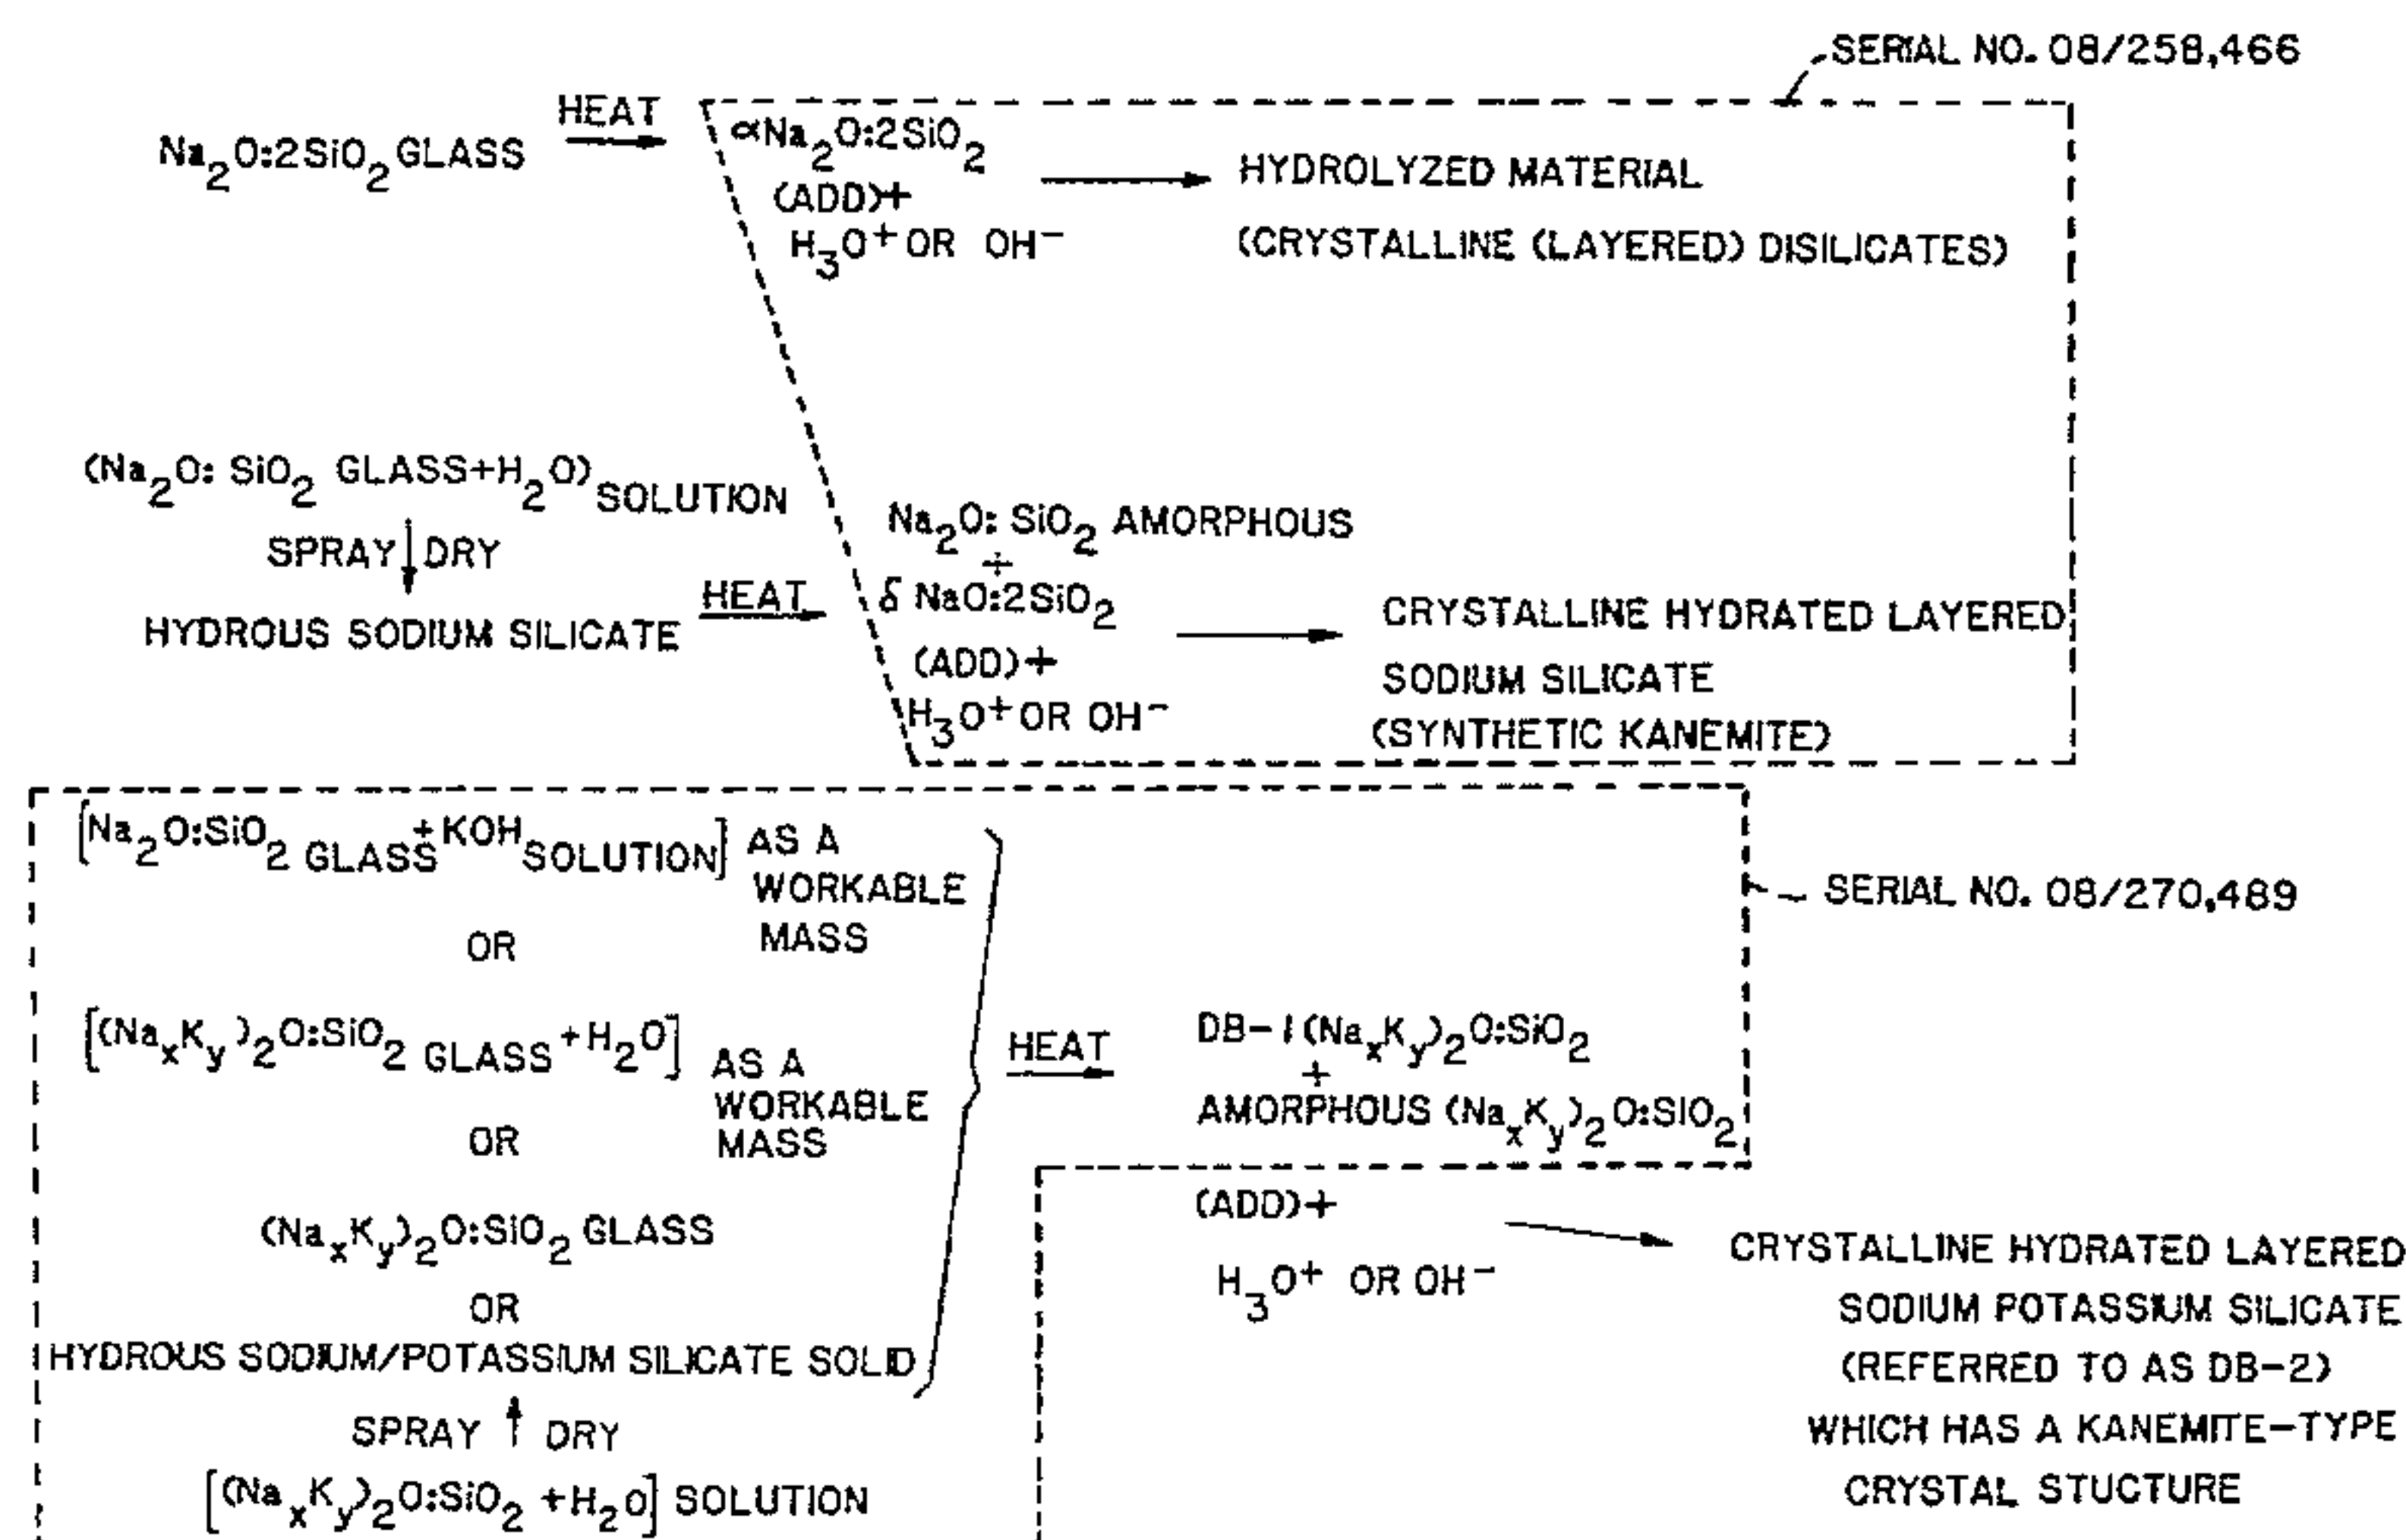 SERIAL NO. 08/258,466
Na₂O:2SiO₂ GLASS
HEAT
αNa₂O:2SiO₂
(ADD)+
H₃O⁺ OR OH⁻
HYDROLYZED MATERIAL
(CRYSTALLINE (LAYERED) DISILICATES)
(Na₂O: SiO₂ GLASS+H₂O) SOLUTION
SPRAY DRY
HYDROUS SODIUM SILICATE
HEAT
Na₂O: SiO₂ AMORPHOUS
+
δ NaO:2SiO₂
(ADD)+
H₃O⁺ OR OH⁻
CRYSTALLINE HYDRATED LAYERED
SODIUM SILICATE
(SYNTHETIC KANEMITE)
[Na₂O:SiO₂ GLASS + KOH SOLUTION] AS A
WORKABLE
MASS
OR
[(NaₓKy)₂O:SiO₂ GLASS +H₂O] AS A
WORKABLE
MASS
OR
(NaₓKy)₂O:SiO₂ GLASS
OR
HYDROUS SODIUM/POTASSIUM SILICATE SOLID
SPRAY DRY
[(NaₓKy)₂O:SiO₂ +H₂O] SOLUTION
HEAT
DB-1 (NaₓKy)₂O:SiO₂
+
AMORPHOUS (NaₓKy)₂O:SIO₂
SERIAL NO. 08/270,489
(ADD)+
H₃O⁺ OR OH⁻
CRYSTALLINE HYDRATED LAYERED
SODIUM POTASSIUM SILICATE
(REFERRED TO AS DB-2)
WHICH HAS A KANEMITE-TYPE
CRYSTAL STUCTURE